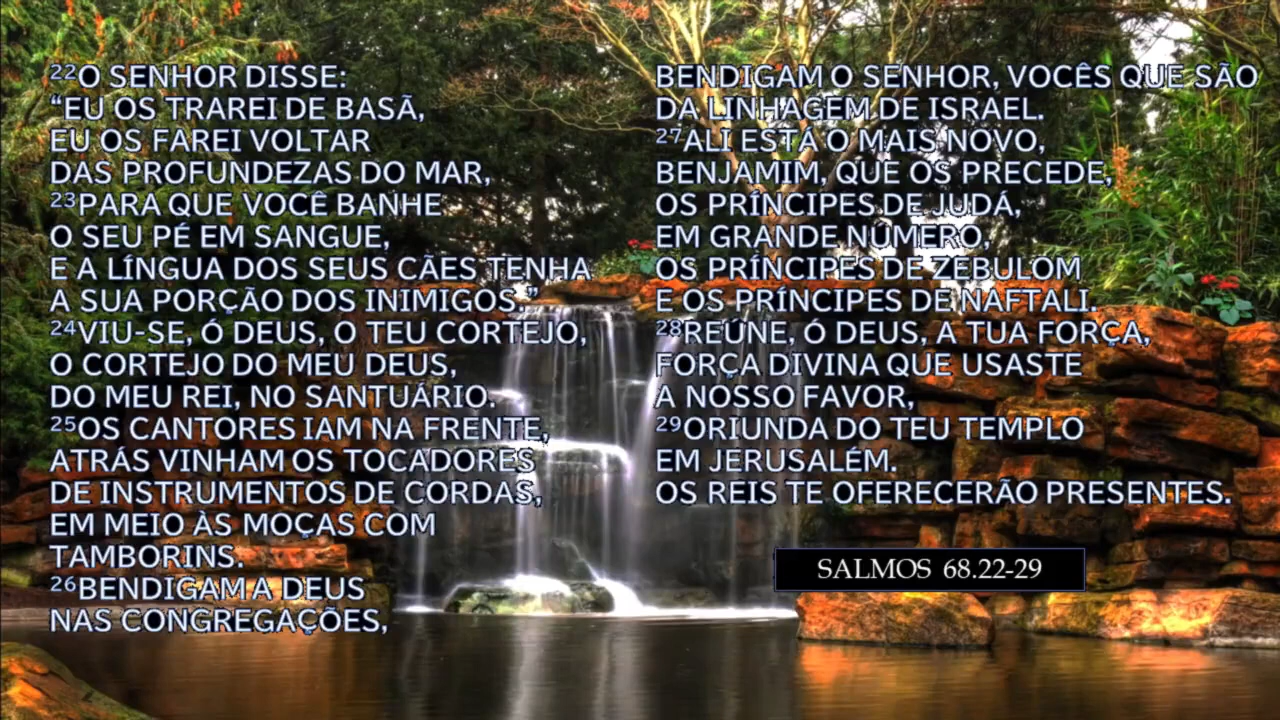 ²²O SENHOR DISSE:
“EU OS TRAREI DE BASÃ,
EU OS FAREI VOLTAR
DAS PROFUNDEZAS DO MAR,
²³PARA QUE VOCÊ BANHE
O SEU PÉ EM SANGUE,
E A LÍNGUA DOS SEUS CÃES TENHA
A SUA PORÇÃO DOS INIMIGOS.”
²⁴VIU-SE, Ó DEUS, O TEU CORTEJO,
O CORTEJO DO MEU DEUS,
DO MEU REI, NO SANTUÁRIO.
²⁵OS CANTORES IAM NA FRENTE,
ATRÁS VINHAM OS TOCADORES
DE INSTRUMENTOS DE CORDAS,
EM MEIO ÀS MOÇAS COM
TAMBORINS.
²⁶BENDIGAM A DEUS
NAS CONGREGAÇÕES,
BENDIGAM O SENHOR, VOCÊS QUE SÃO
DA LINHAGEM DE ISRAEL.
²⁷ALI ESTÁ O MAIS NOVO,
BENJAMIM, QUE OS PRECEDE,
OS PRÍNCIPES DE JUDÁ,
EM GRANDE NÚMERO,
OS PRÍNCIPES DE ZEBULOM
E OS PRÍNCIPES DE NAFTALI.
²⁸REÚNE, Ó DEUS, A TUA FORÇA,
FORÇA DIVINA QUE USASTE
A NOSSO FAVOR,
²⁹ORIUNDA DO TEU TEMPLO
EM JERUSALÉM.
OS REIS TE OFERECERÃO PRESENTES.
SALMOS 68.22-29